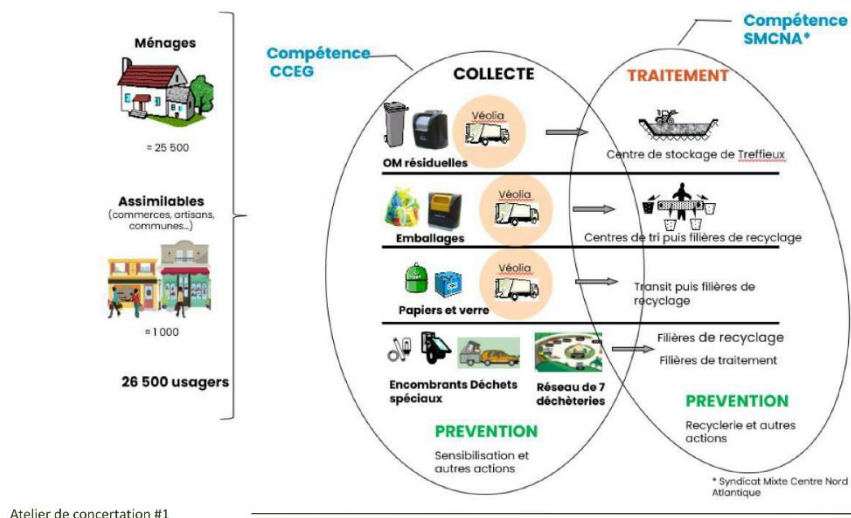 Ménages
= 25 500
Assimilables
(commerces, artisans,
communes...)
= 1 000
26 500 usagers
Compétence
CCEG
COLLECTE
Véolia
OM résiduelles
Véolia
Emballages
Véolia
Papiers et verre
Encombrants Déchets
spéciaux
Réseau de 7
déchèteries
PREVENTION
Sensibilisation et
autres actions
Compétence
SMCNA*
TRAITEMENT
Centre de stockage de Treffieux
Centres de tri puis filières de recyclage
Transit puis filières de
recyclage
Filières de recyclage
Filières de traitement
PREVENTION
Recyclerie et autres
actions
* Syndicat Mixte Centre Nord
Atlantique
Atelier de concertation #1